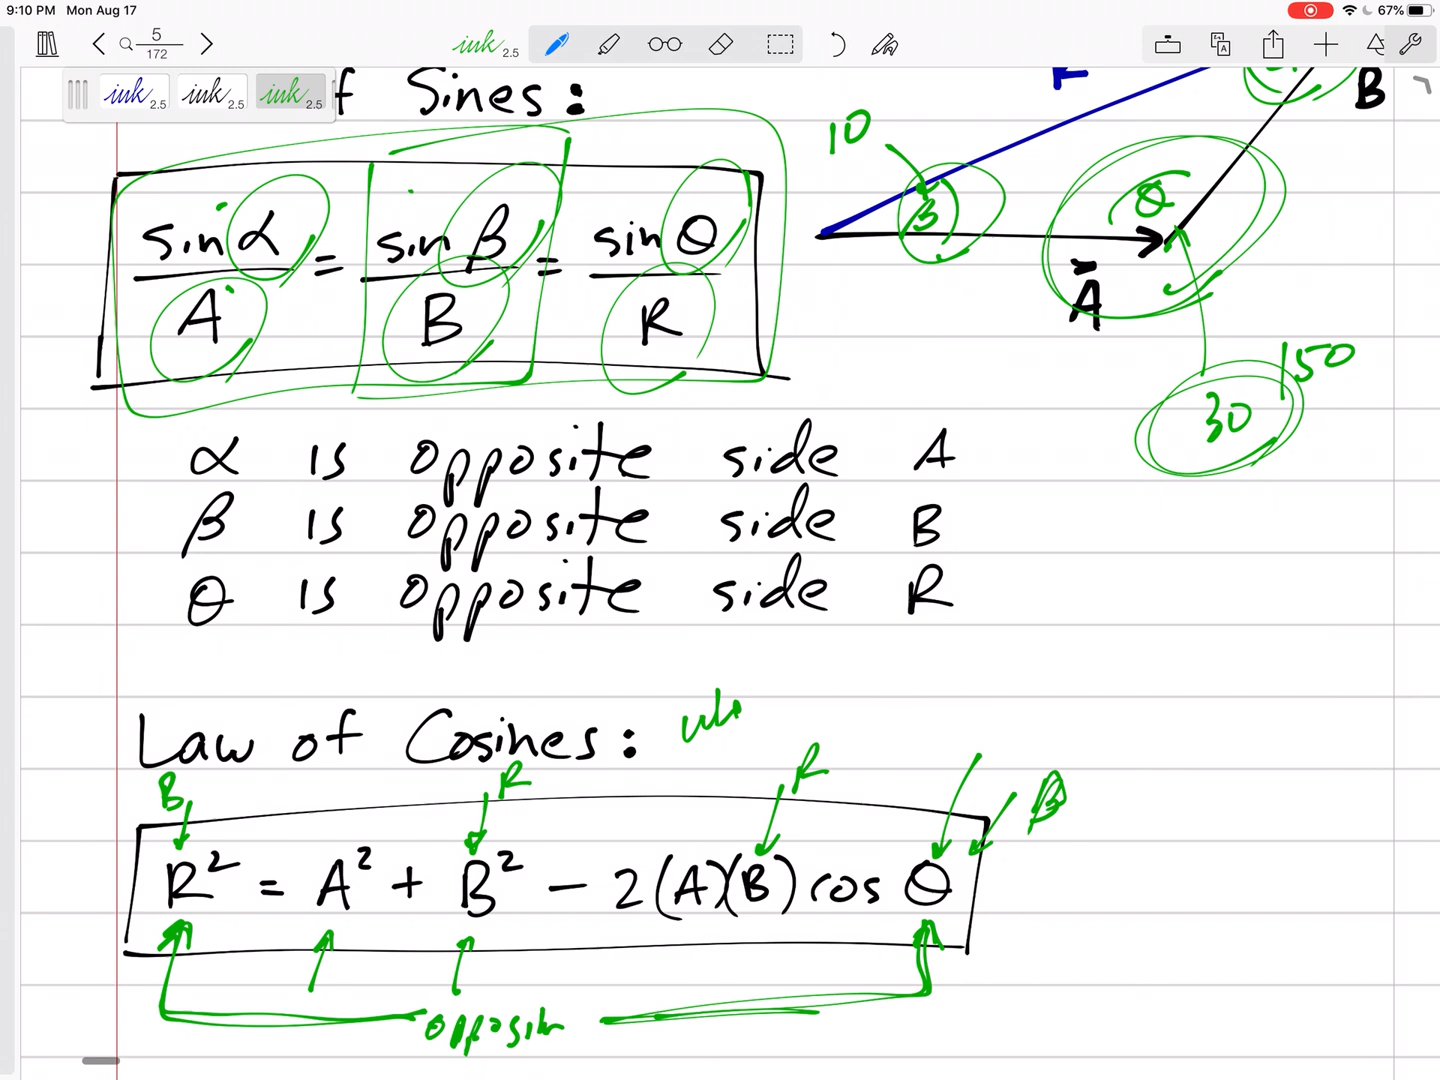 9:10 PM Mon Aug 17
67%
5
172
ink 2.5
ink 2.5 ink 2.5 ink 2.5
f Sines:
B
10
β
θ
A
sin α / A = sin β / B = sin θ / R
150
30
α is opposite side A
β is opposite side B
θ is opposite side R
Law of Cosines:
B R R β
R² = A² + B² - 2(A)(B) cos θ
opposite